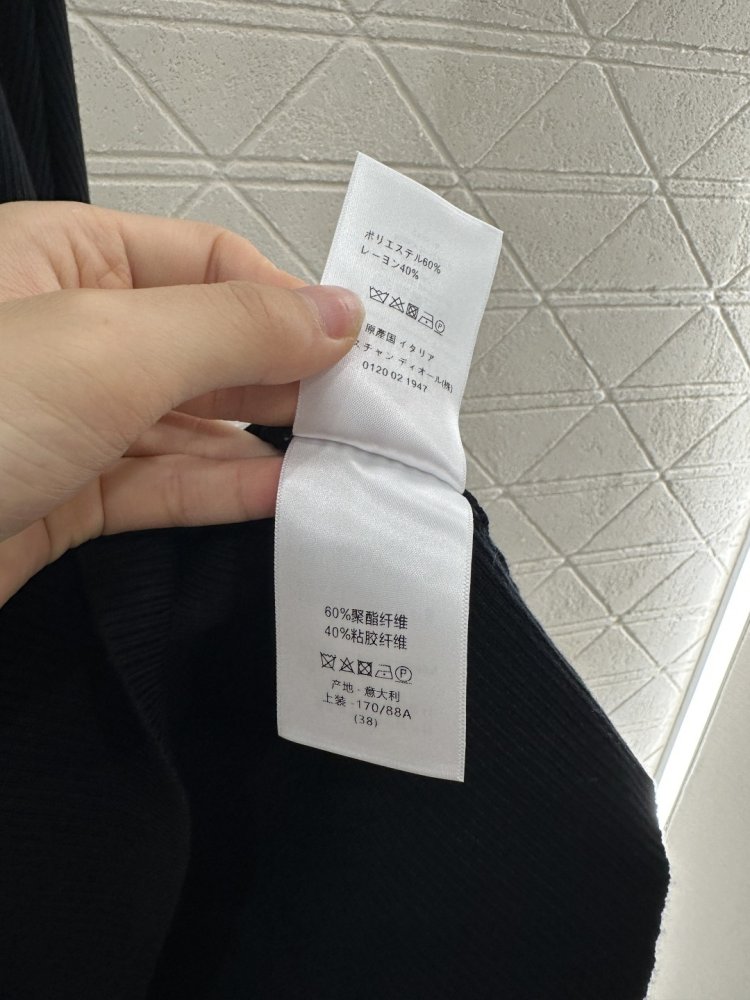 ポリエステル60%
レーヨン40%
P
原産国 イタリア
スチャン ディオール(株)
0120 02 1947
60%聚酯纤维
40%粘胶纤维
P
产地 · 意大利
上装 -170/88A
(38)